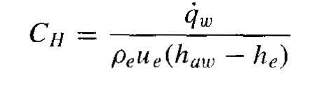 C_H = \frac{\dot{q}_w}{\rho_e u_e (h_{aw} - h_e)}